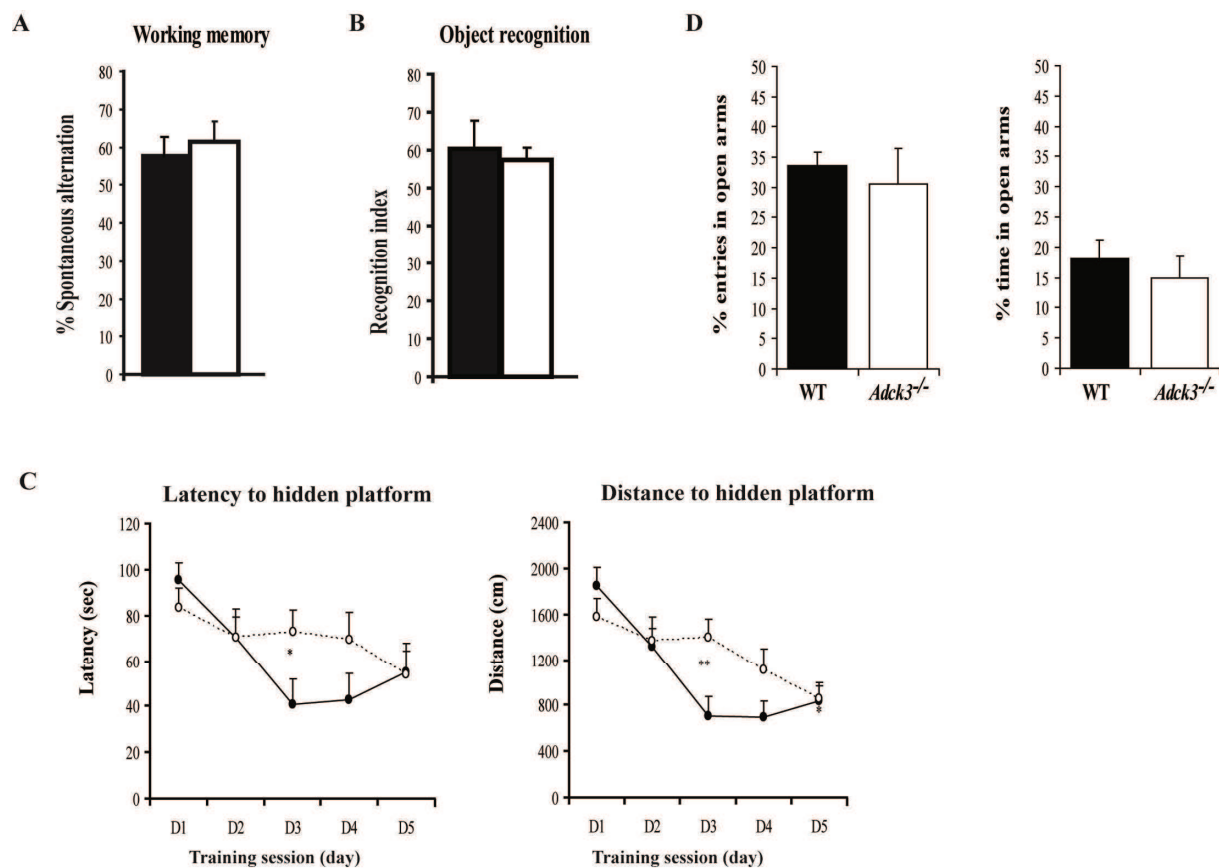 A
Working memory
% Spontaneous alternation
80
70
60
50
40
30
20
10
0
B
Object recognition
Recognition index
80
70
60
50
40
30
20
10
0
D
% entries in open arms
50
45
40
35
30
25
20
15
10
5
0
WT
Adck3-/-
% time in open arms
50
45
40
35
30
25
20
15
10
5
0
WT
Adck3-/-
C
Latency to hidden platform
Latency (sec)
120
100
80
60
40
20
0
*
D1 D2 D3 D4 D5
Training session (day)
Distance to hidden platform
Distance (cm)
2400
2000
1600
1200
800
400
0
**
*
D1 D2 D3 D4 D5
Training session (day)